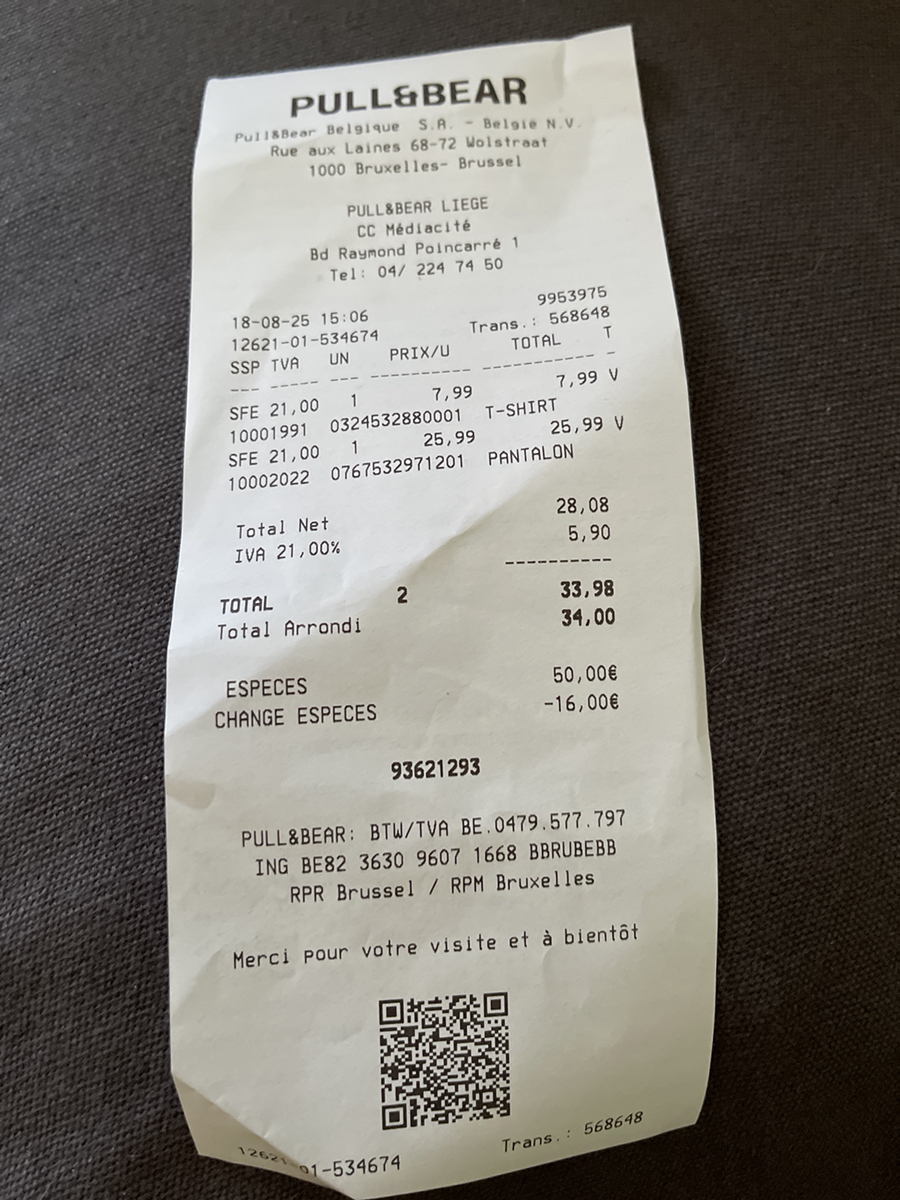 PULL&BEAR
Pull&Bear Belgique S.A. - Belgie N.V.
Rue aux Laines 68-72 Wolstraat
1000 Bruxelles- Brussel
PULL&BEAR LIEGE
CC Médiacité
Bd Raymond Poincarré 1
Tel: 04/ 224 74 50
9953975
18-08-25 15:06
12621-01-534674 Trans.: 568648
SSP TVA UN PRIX/U TOTAL T
--- ----- --- ---------- ---------- -
SFE 21,00 1 7,99 7,99 V
10001991 0324532880001 T-SHIRT
SFE 21,00 1 25,99 25,99 V
10002022 0767532971201 PANTALON
Total Net 28,08
IVA 21,00% 5,90
----------
TOTAL 2 33,98
Total Arrondi 34,00
ESPECES 50,00€
CHANGE ESPECES -16,00€
93621293
PULL&BEAR: BTW/TVA BE.0479.577.797
ING BE82 3630 9607 1668 BBRUBEBB
RPR Brussel / RPM Bruxelles
Merci pour votre visite et à bientôt
12621-01-534674 Trans.: 568648